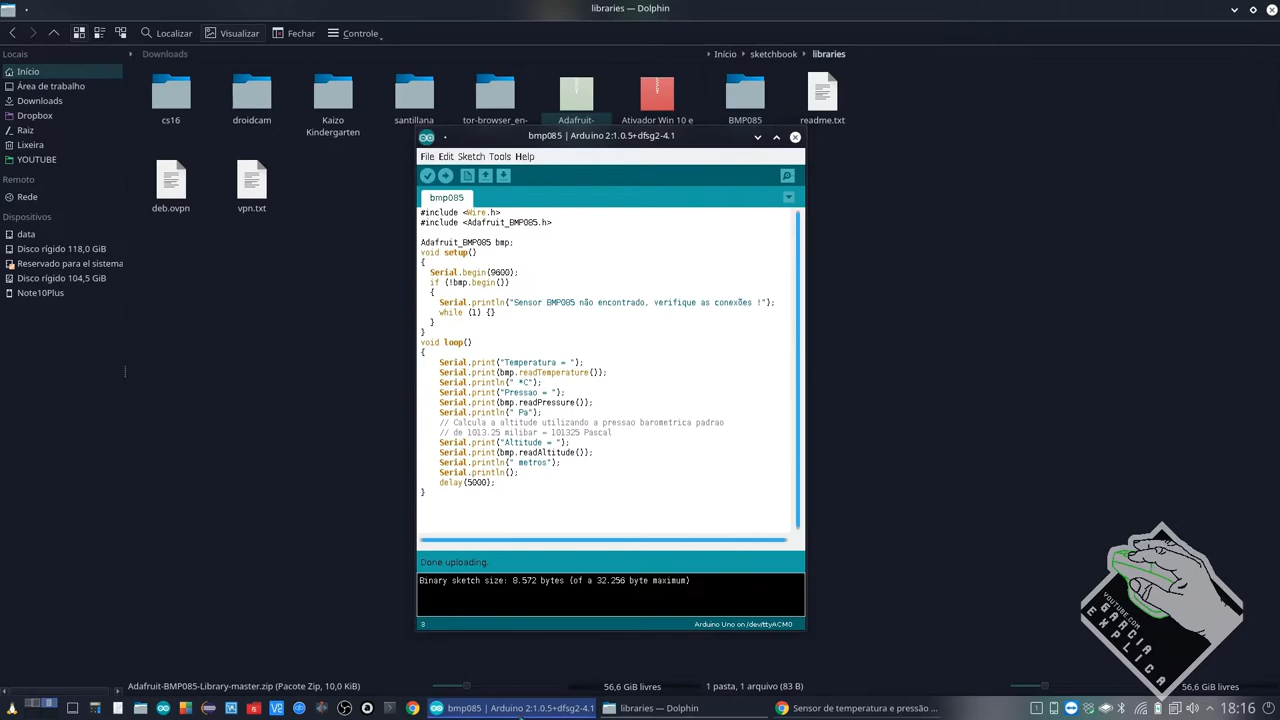 libraries — Dolphin
Localizar
Visualizar
Fechar
Controle
Locais
Início
Área de trabalho
Downloads
Dropbox
Raiz
Lixeira
YOUTUBE
Remoto
Rede
Dispositivos
data
Disco rígido 118,0 GiB
Reservado para el sistema
Disco rígido 104,5 GiB
Note10Plus
Downloads
cs16
droidcam
Kaizo
Kindergarten
santillana
tor-browser_en-
Adafruit-
Ativador Win 10 e
deb.ovpn
vpn.txt
Início > sketchbook > libraries
BMP085
readme.txt
bmp085 | Arduino 2:1.0.5+dfsg2-4.1
File Edit Sketch Tools Help
bmp085
#include <Wire.h>
#include <Adafruit_BMP085.h>
Adafruit_BMP085 bmp;
void setup()
{
Serial.begin(9600);
if (!bmp.begin())
{
Serial.println("Sensor BMP085 não encontrado, verifique as conexões !");
while (1) {}
}
}
void loop()
{
Serial.print("Temperatura = ");
Serial.print(bmp.readTemperature());
Serial.println(" *C");
Serial.print("Pressao = ");
Serial.print(bmp.readPressure());
Serial.println(" Pa");
// Calcula a altitude utilizando a pressao barometrica padrao
// de 1013.25 milibar = 101325 Pascal
Serial.print("Altitude = ");
Serial.print(bmp.readAltitude());
Serial.println(" metros");
Serial.println();
delay(5000);
}
Done uploading.
Binary sketch size: 8.572 bytes (of a 32.256 byte maximum)
3
Arduino Uno on /dev/ttyACM0
YOUTUBE.COM/
GARCIA
EXPLICA
Adafruit-BMP085-Library-master.zip (Pacote Zip, 10,0 KiB)
56,6 GiB livres
1 pasta, 1 arquivo (83 B)
56,6 GiB livres
bmp085 | Arduino 2:1.0.5+dfsg2-4.1
libraries — Dolphin
Sensor de temperatura e pressão ...
18:16